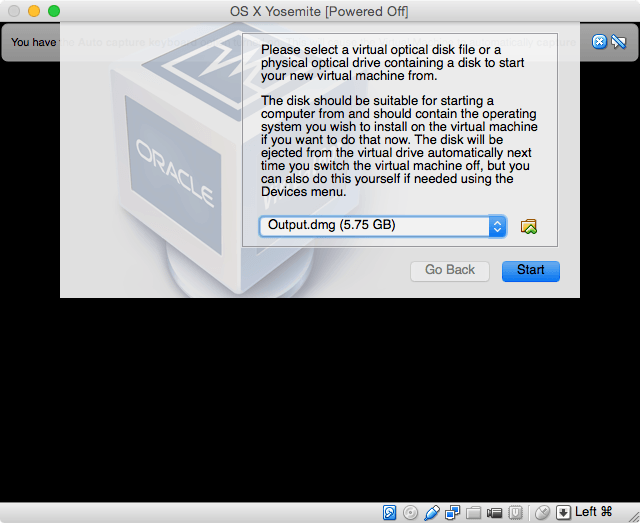 OS X Yosemite [Powered Off]
You have the Auto capture keyboard
Please select a virtual optical disk file or a
physical optical drive containing a disk to start
your new virtual machine from.
The disk should be suitable for starting a
computer from and should contain the operating
system you wish to install on the virtual machine
if you want to do that now. The disk will be
ejected from the virtual drive automatically next
time you switch the virtual machine off, but you
can also do this yourself if needed using the
Devices menu.
ORACLE
Output.dmg (5.75 GB)
Go Back
Start
Left ⌘